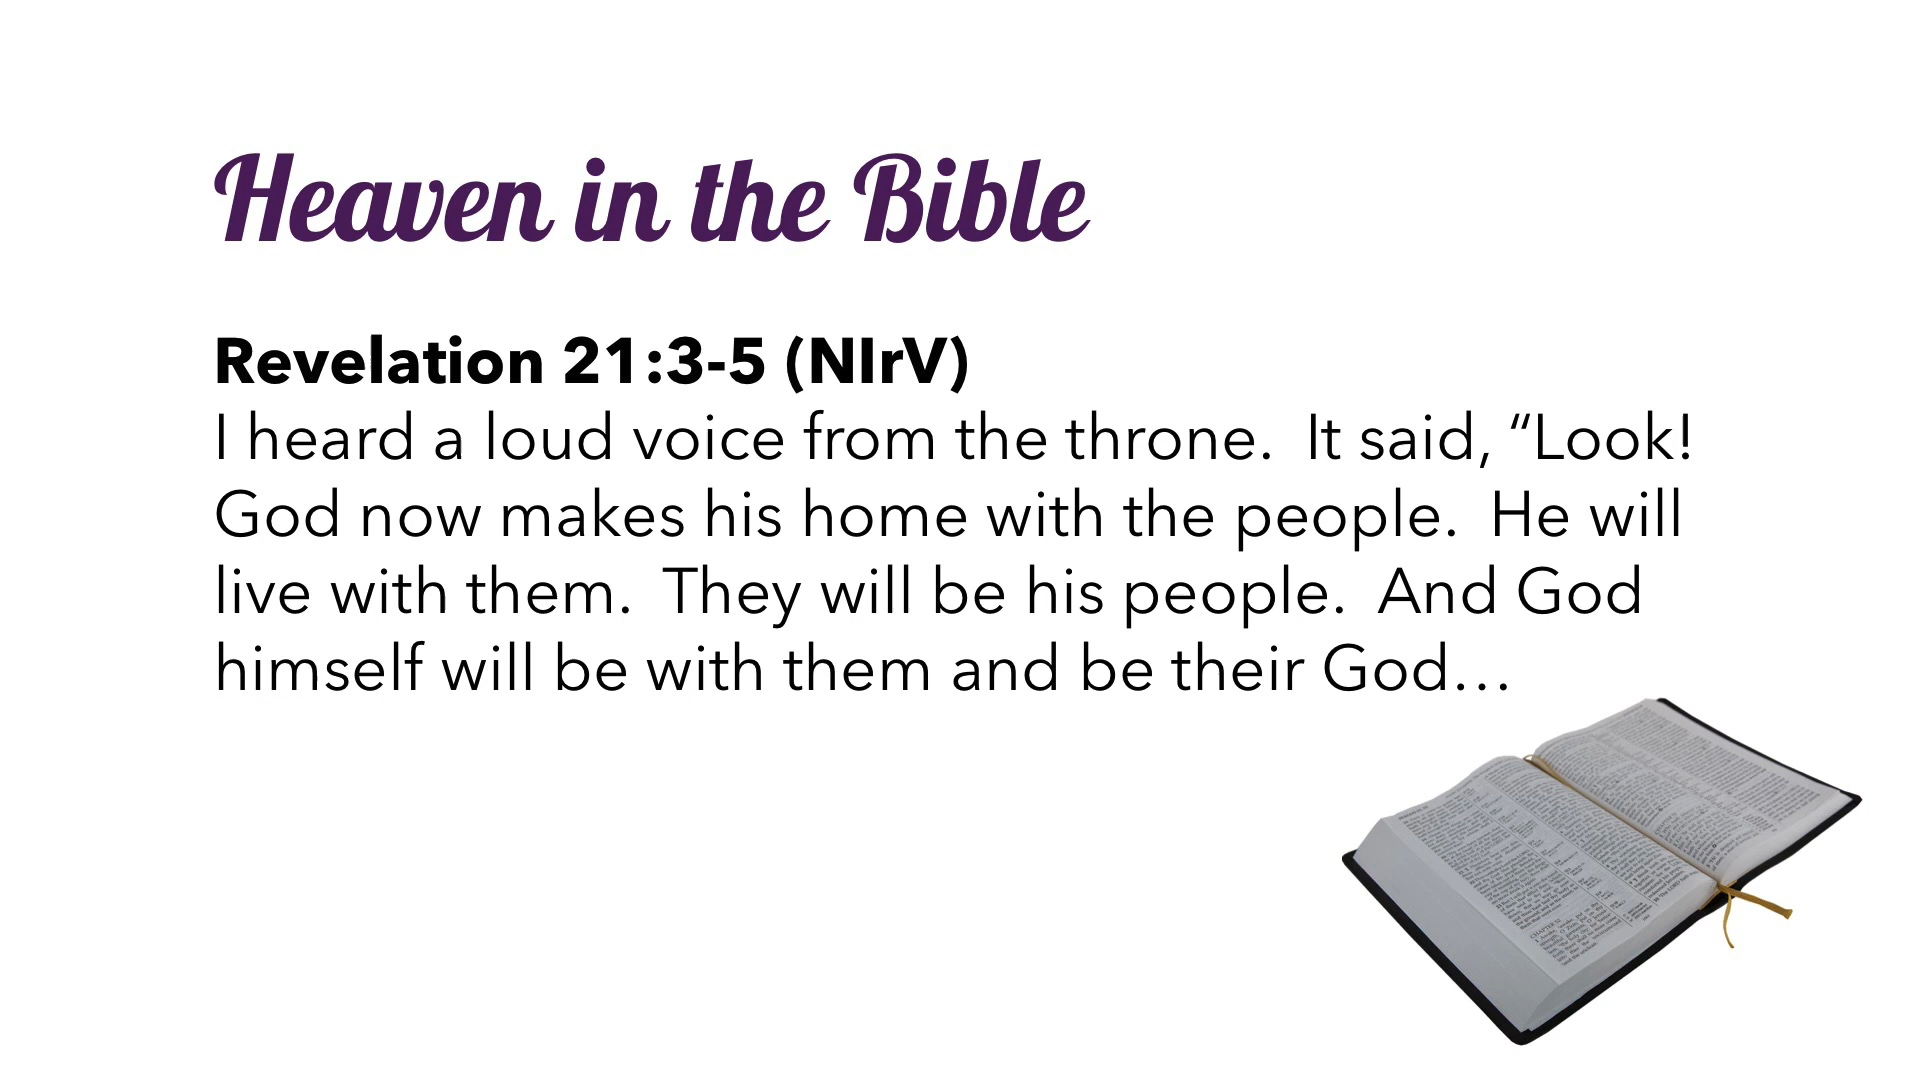 Heaven in the Bible
Revelation 21:3-5 (NIrV)
I heard a loud voice from the throne.  It said, “Look!
God now makes his home with the people.  He will
live with them.  They will be his people.  And God
himself will be with them and be their God…